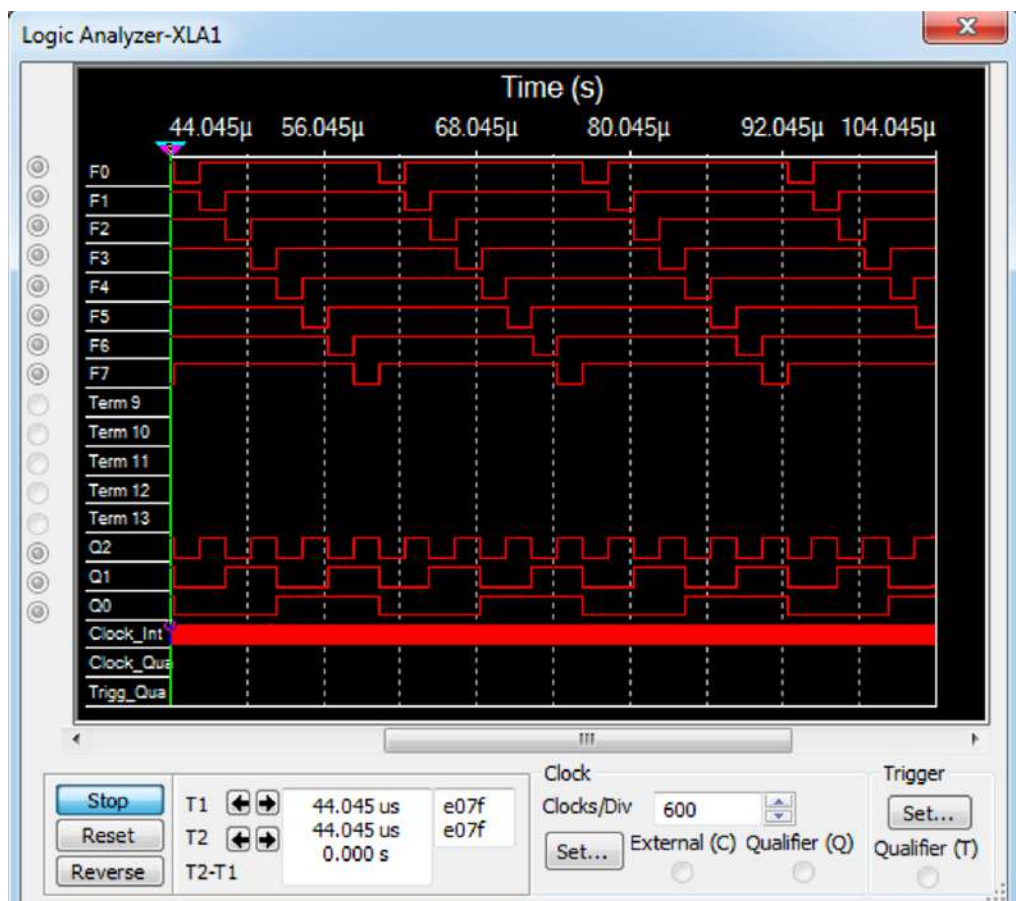 Logic Analyzer-XLA1
Time (s)
44.045µ 56.045µ 68.045µ 80.045µ 92.045µ 104.045µ
F0
F1
F2
F3
F4
F5
F6
F7
Term 9
Term 10
Term 11
Term 12
Term 13
Q2
Q1
Q0
Clock_Int
Clock_Qua
Trigg_Qua
Stop
Reset
Reverse
T1 44.045 us e07f
T2 44.045 us e07f
0.000 s
T2-T1
Clock
Clocks/Div 600
Set... External (C) Qualifier (Q)
Trigger
Set...
Qualifier (T)